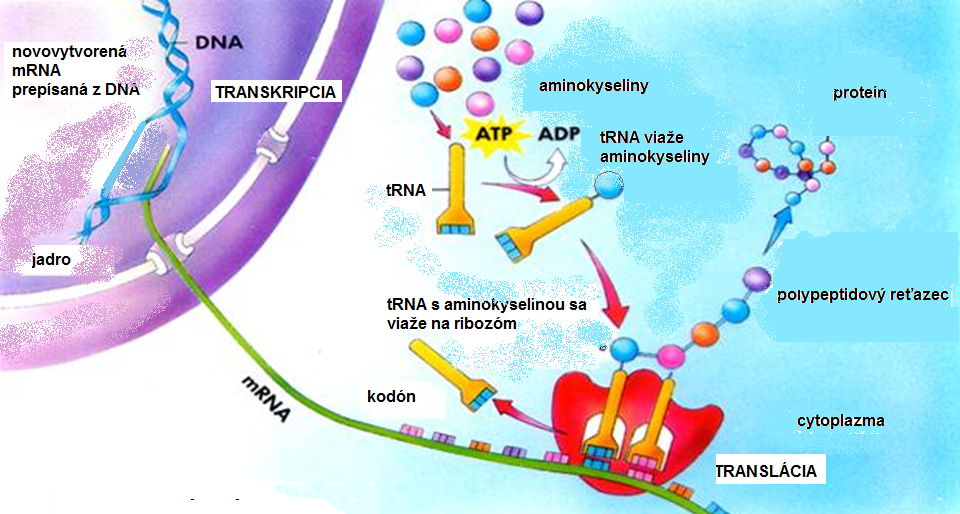 DNA
novovytvorená
mRNA
prepísaná z DNA
TRANSKRIPCIA
aminokyseliny
proteín
ATP
ADP
tRNA viaže
aminokyseliny
tRNA
jadro
polypeptidový reťazec
tRNA s aminokyselinou sa
viaže na ribozóm
mRNA
kodón
cytoplazma
TRANSLÁCIA